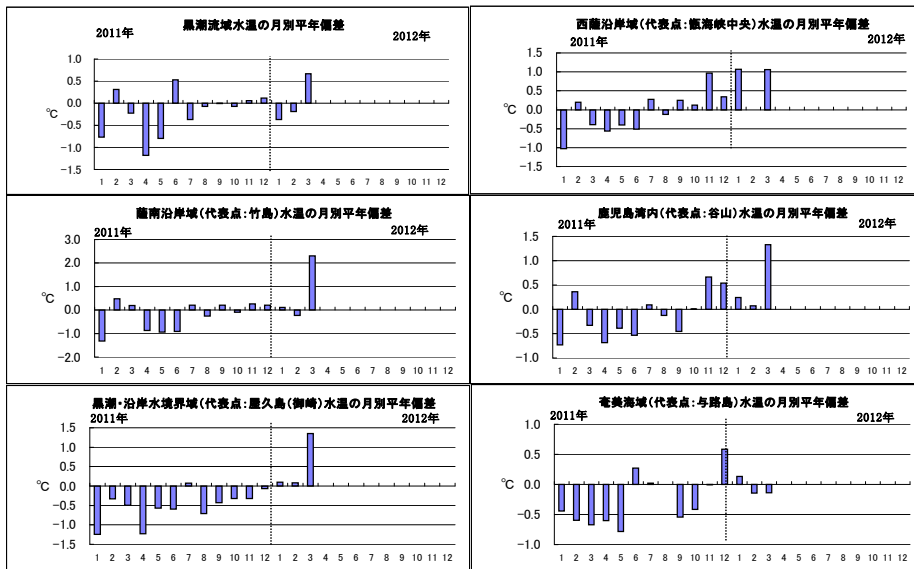 黒潮流域水温の月別平年偏差
2011年
2012年
1.0
0.5
0.0
-0.5
-1.0
-1.5
℃
1 2 3 4 5 6 7 8 9 10 11 12 1 2 3 4 5 6 7 8 9 10 11 12
西薩沿岸域(代表点:甑海峡中央)水温の月別平年偏差
2011年
2012年
1.5
1.0
0.5
0.0
-0.5
-1.0
-1.5
℃
1 2 3 4 5 6 7 8 9 10 11 12 1 2 3 4 5 6 7 8 9 10 11 12
薩南沿岸域(代表点:竹島)水温の月別平年偏差
2011年
2012年
3.0
2.0
1.0
0.0
-1.0
-2.0
℃
1 2 3 4 5 6 7 8 9 10 11 12 1 2 3 4 5 6 7 8 9 10 11 12
鹿児島湾内(代表点:谷山)水温の月別平年偏差
2011年
2012年
1.5
1.0
0.5
0.0
-0.5
-1.0
℃
1 2 3 4 5 6 7 8 9 10 11 12 1 2 3 4 5 6 7 8 9 10 11 12
黒潮・沿岸水境界域(代表点:屋久島(御崎)水温の月別平年偏差
2011年
2012年
1.5
1.0
0.5
0.0
-0.5
-1.0
-1.5
℃
1 2 3 4 5 6 7 8 9 10 11 12 1 2 3 4 5 6 7 8 9 10 11 12
奄美海域(代表点:与路島)水温の月別平年偏差
2011年
2012年
1.0
0.5
0.0
-0.5
-1.0
℃
1 2 3 4 5 6 7 8 9 10 11 12 1 2 3 4 5 6 7 8 9 10 11 12